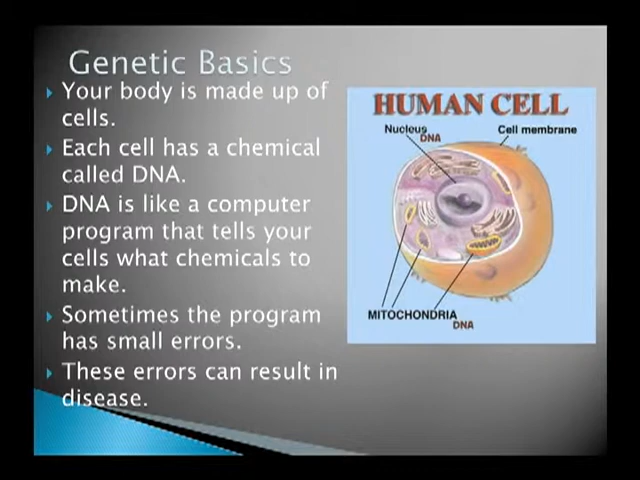 Genetic Basics
Your body is made up of
cells.
Each cell has a chemical
called DNA.
DNA is like a computer
program that tells your
cells what chemicals to
make.
Sometimes the program
has small errors.
These errors can result in
disease.
HUMAN CELL
Nucleus
DNA
Cell membrane
MITOCHONDRIA
DNA